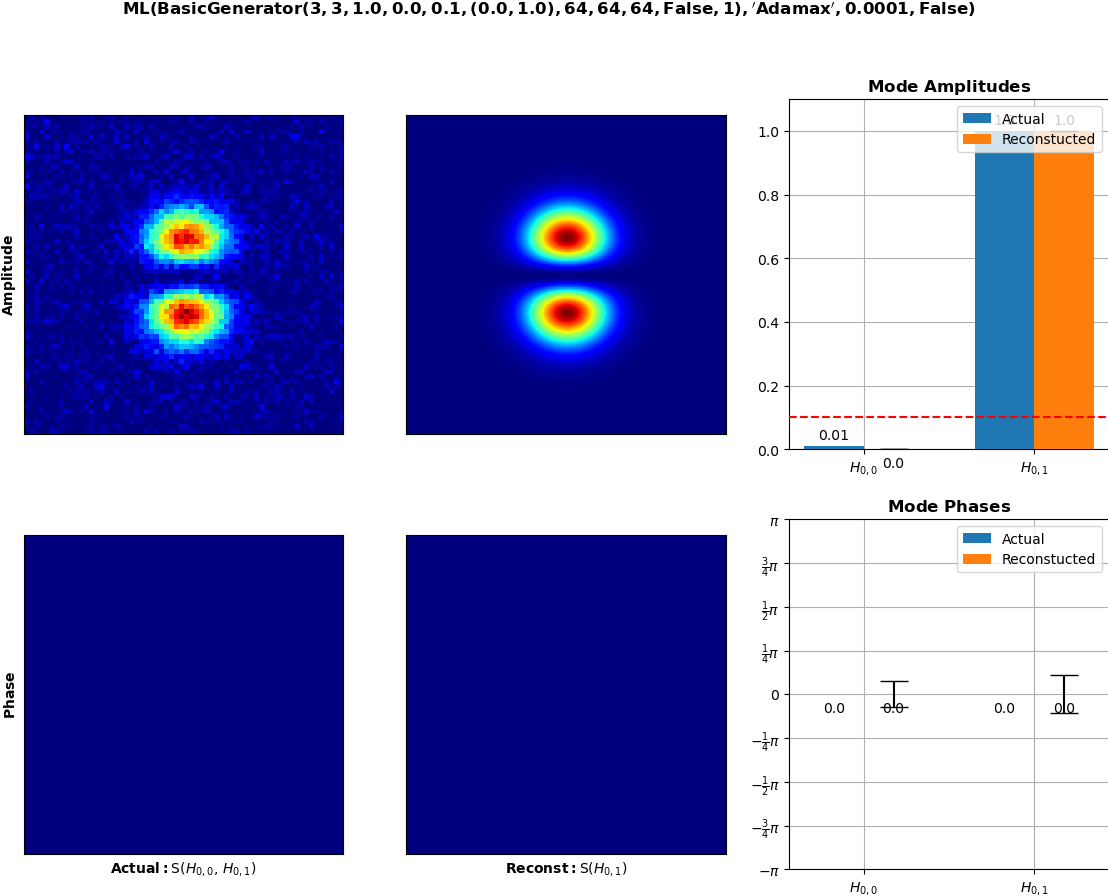 ML(BasicGenerator(3, 3, 1.0, 0.0, 0.1, (0.0, 1.0), 64, 64, 64, False, 1), 'Adamax', 0.0001, False)
Amplitude
Mode Amplitudes
1.0
0.8
0.6
0.4
0.2
0.0
Actual
Reconstucted
1.0
0.01
0.0
H0,0
H0,1
Phase
Actual: S(H0,0, H0,1)
Reconst: S(H0,1)
Mode Phases
π
3/4π
1/2π
1/4π
0
−1/4π
−1/2π
−3/4π
−π
Actual
Reconstucted
0.0
0.0
0.0
0.0
H0,0
H0,1